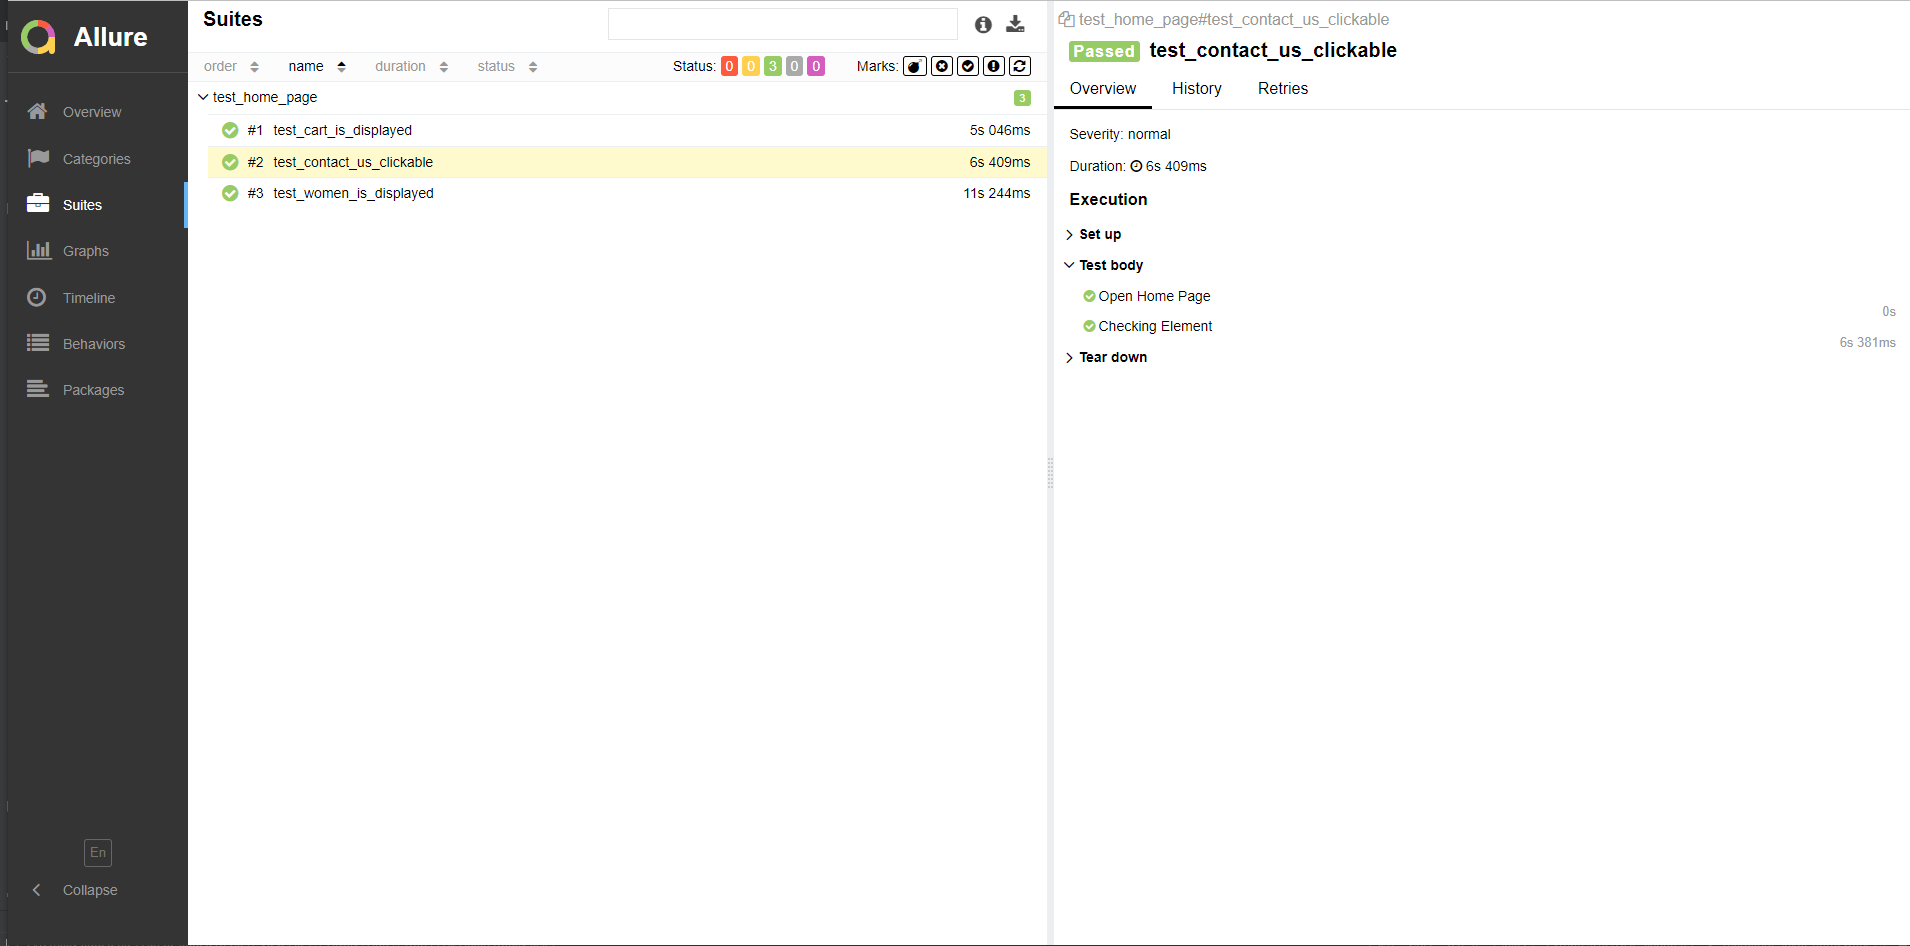 Allure
Overview
Categories
Suites
Graphs
Timeline
Behaviors
Packages
En
Collapse
Suites
order name duration status Status: 0 0 3 0 0 Marks:
test_home_page 3
#1 test_cart_is_displayed 5s 046ms
#2 test_contact_us_clickable 6s 409ms
#3 test_women_is_displayed 11s 244ms
test_home_page#test_contact_us_clickable
Passed test_contact_us_clickable
Overview History Retries
Severity: normal
Duration: 6s 409ms
Execution
Set up
Test body
Open Home Page
0s
Checking Element
6s 381ms
Tear down